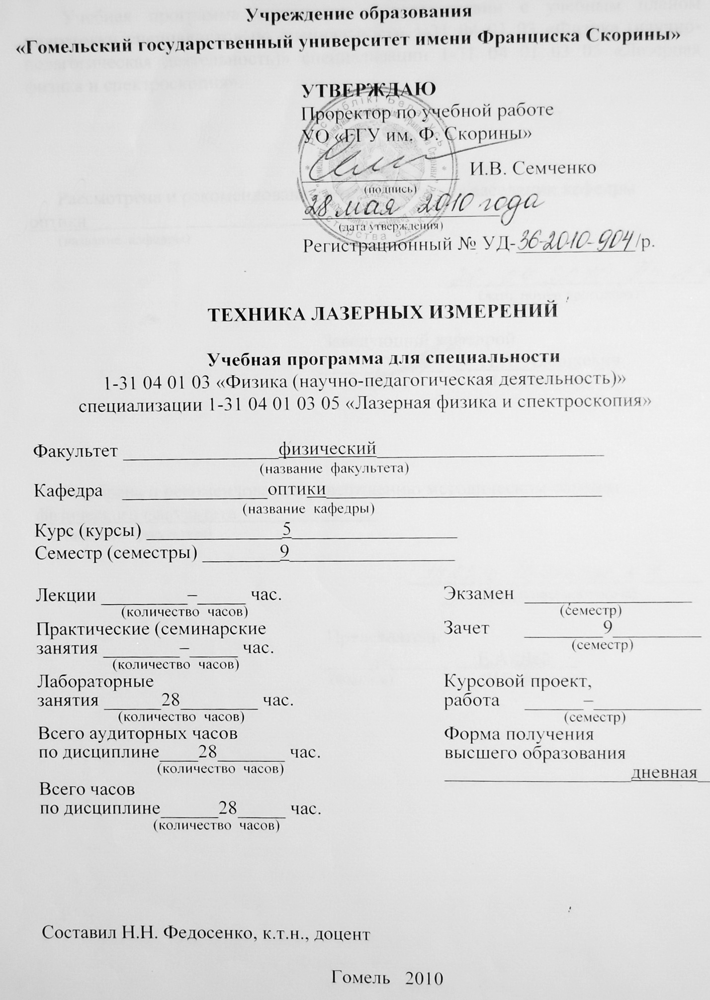 Учреждение образования
«Гомельский государственный университет имени Франциска Скорины»
УТВЕРЖДАЮ
Проректор по учебной работе
УО «ГГУ им. Ф. Скорины»
И.В. Семченко
(подпись)
28 мая 2010 года
(дата утверждения)
Регистрационный № УД-36-2010-904/р.
ТЕХНИКА ЛАЗЕРНЫХ ИЗМЕРЕНИЙ
Учебная программа для специальности
1-31 04 01 03 «Физика (научно-педагогическая деятельность)»
специализации 1-31 04 01 03 05 «Лазерная физика и спектроскопия»
Факультет физический
(название факультета)
Кафедра оптики
(название кафедры)
Курс (курсы) 5
Семестр (семестры) 9
Лекции – час.
(количество часов)
Практические (семинарские
занятия – час.
(количество часов)
Лабораторные
занятия 28 час.
(количество часов)
Всего аудиторных часов
по дисциплине 28 час.
(количество часов)
Всего часов
по дисциплине 28 час.
(количество часов)
Экзамен
(семестр)
Зачет 9
(семестр)
Курсовой проект,
работа –
(семестр)
Форма получения
высшего образования
дневная
Составил Н.Н. Федосенко, к.т.н., доцент
Гомель 2010